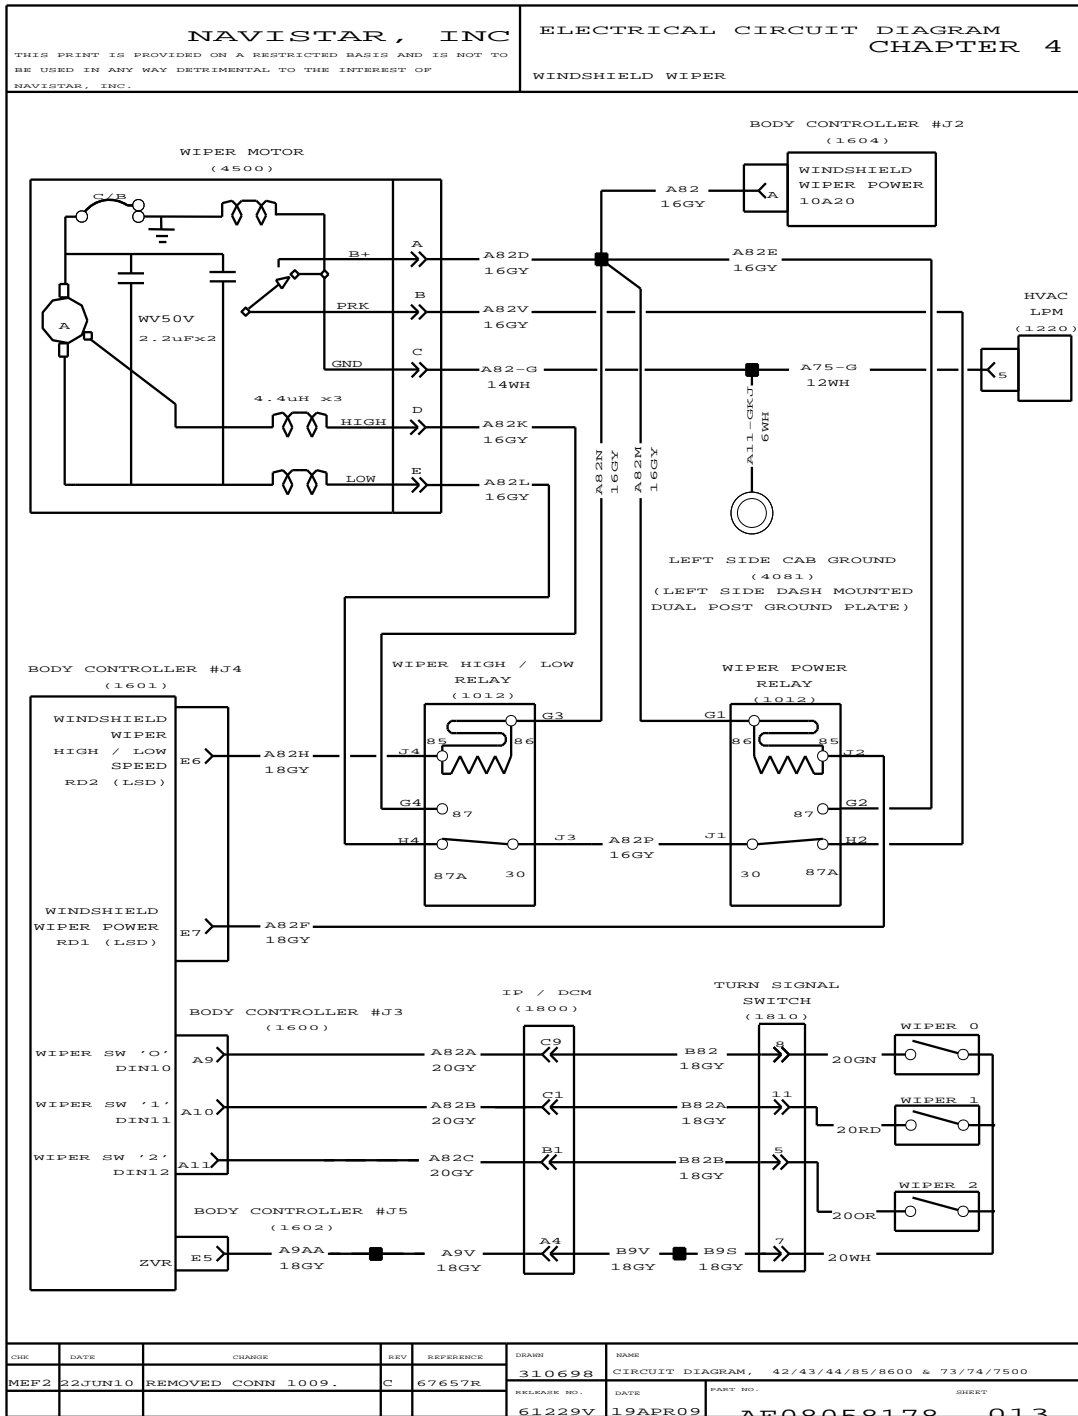 NAVISTAR, INC
THIS PRINT IS PROVIDED ON A RESTRICTED BASIS AND IS NOT TO
BE USED IN ANY WAY DETRIMENTAL TO THE INTEREST OF
NAVISTAR, INC.
ELECTRICAL CIRCUIT DIAGRAM
CHAPTER 4
WINDSHIELD WIPER
BODY CONTROLLER #J2
(1604)
WINDSHIELD
WIPER POWER
10A20
A
A82
16GY
WIPER MOTOR
(4500)
C/B
B+
A
A82D
16GY
A82E
16GY
PRK
B
A82V
16GY
A
WV50V
2.2uFx2
GND
C
A82-G
14WH
A75-G
12WH
HVAC
LPM
(1220)
5
4.4uH x3
HIGH
D
A82K
16GY
LOW
E
A82L
16GY
A82N
16GY
A82M
16GY
A11-GKJ
6WH
LEFT SIDE CAB GROUND
(4081)
(LEFT SIDE DASH MOUNTED
DUAL POST GROUND PLATE)
BODY CONTROLLER #J4
(1601)
WINDSHIELD
WIPER
HIGH / LOW
SPEED
RD2 (LSD)
E6
A82H
18GY
WIPER HIGH / LOW
RELAY
(1012)
G3
85
86
J4
G4
87
H4
87A
30
J3
A82P
16GY
WIPER POWER
RELAY
(1012)
G1
86
85
J2
87
G2
J1
H2
30
87A
WINDSHIELD
WIPER POWER
RD1 (LSD)
E7
A82F
18GY
BODY CONTROLLER #J3
(1600)
IP / DCM
(1800)
TURN SIGNAL
SWITCH
(1810)
WIPER SW '0'
DIN10
A9
A82A
20GY
C9
B82
18GY
8
20GN
WIPER 0
WIPER SW '1'
DIN11
A10
A82B
20GY
C1
B82A
18GY
11
20RD
WIPER 1
WIPER SW '2'
DIN12
A11
A82C
20GY
B1
B82B
18GY
5
20OR
WIPER 2
BODY CONTROLLER #J5
(1602)
ZVR
E5
A9AA
18GY
A9V
18GY
A4
B9V
18GY
B9S
18GY
7
20WH
CHK DATE CHANGE REV REFERENCE
MEF2 22JUN10 REMOVED CONN 1009. C 67657R
DRAWN
310698
NAME
CIRCUIT DIAGRAM, 42/43/44/85/8600 & 73/74/7500
RELEASE NO.
61229V
DATE
19APR09
PART NO.
AF08058178
SHEET
013